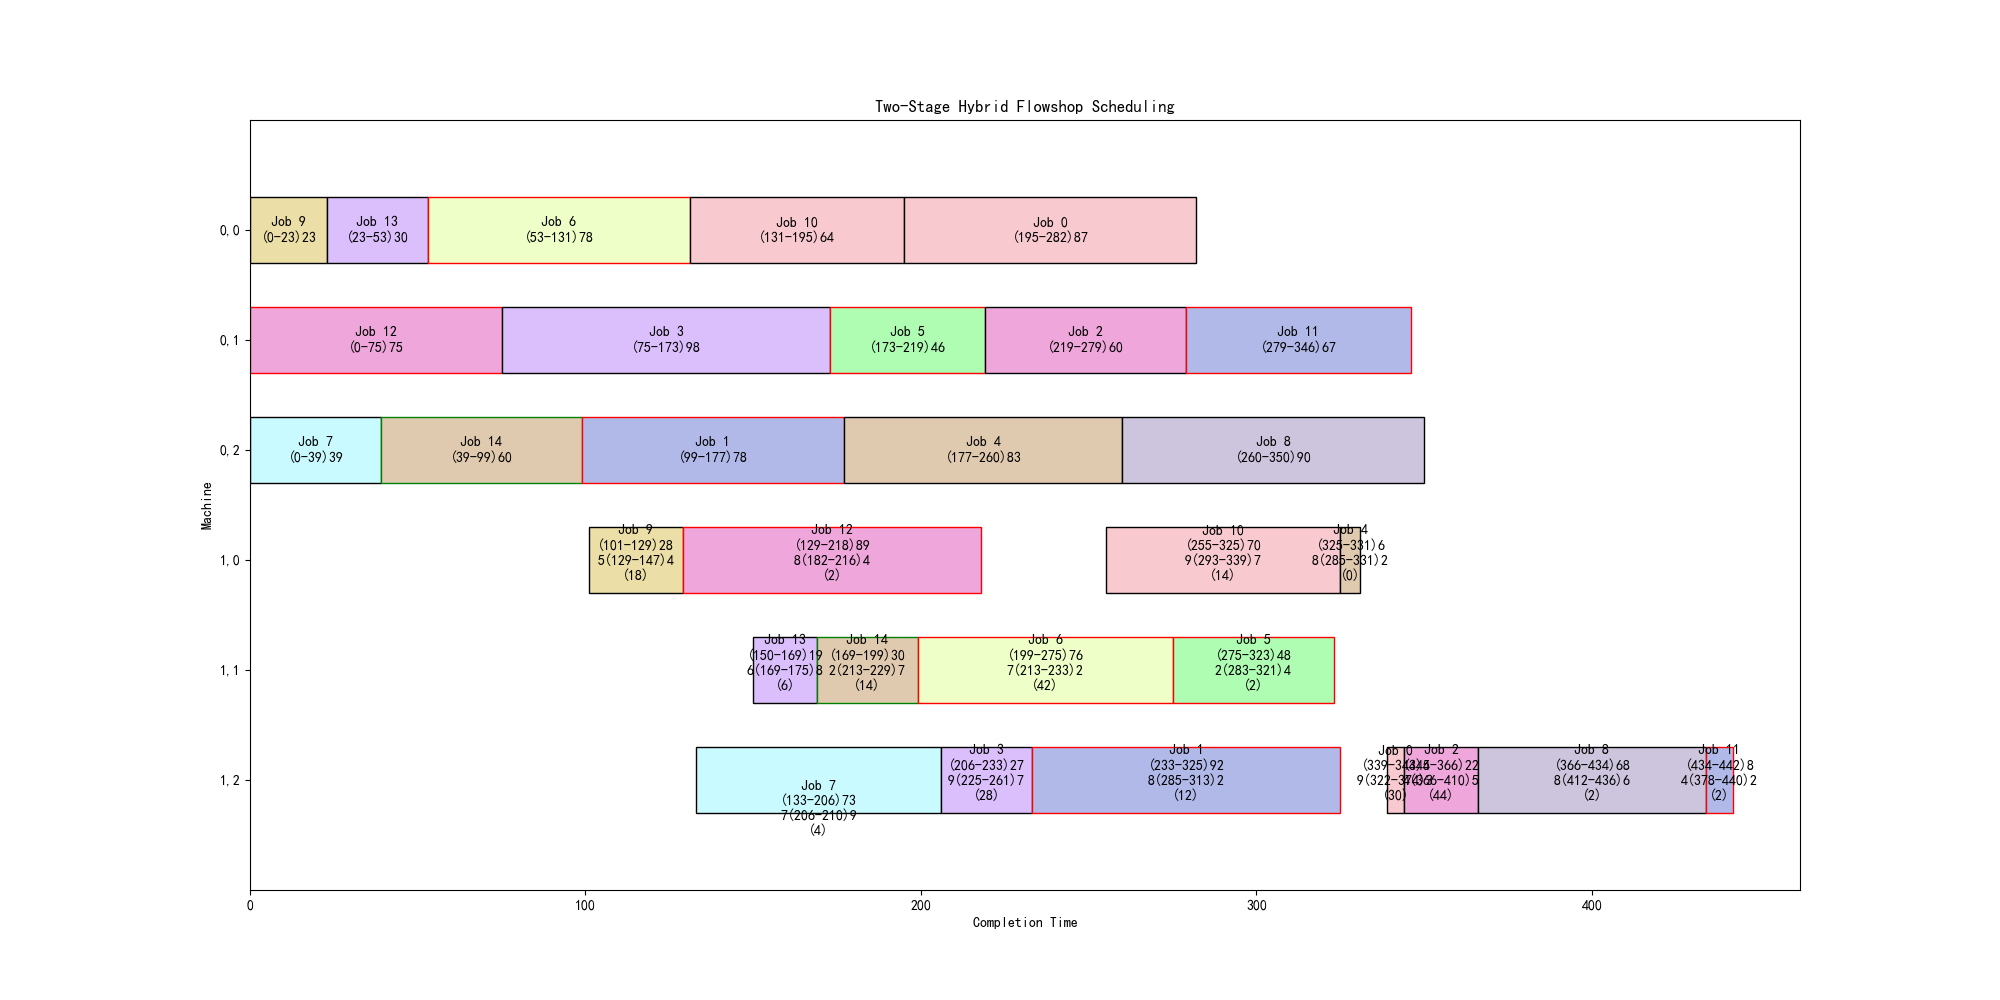 Two-Stage Hybrid Flowshop Scheduling
0,0
Job 9
(0-23)23
Job 13
(23-53)30
Job 6
(53-131)78
Job 10
(131-195)64
Job 0
(195-282)87
0,1
Job 12
(0-75)75
Job 3
(75-173)98
Job 5
(173-219)46
Job 2
(219-279)60
Job 11
(279-346)67
0,2
Job 7
(0-39)39
Job 14
(39-99)60
Job 1
(99-177)78
Job 4
(177-260)83
Job 8
(260-350)90
Machine
1,0
Job 9
(101-129)28
5(129-147)4
(18)
Job 12
(129-218)89
8(182-216)4
(2)
Job 10
(255-325)70
9(293-339)7
(14)
Job 4
(325-331)6
8(285-331)2
(0)
1,1
Job 13
(150-169)19
6(169-175)8
(6)
Job 14
(169-199)30
2(213-229)7
(14)
Job 6
(199-275)76
7(213-233)2
(42)
Job 5
(275-323)48
2(283-321)4
(2)
1,2
Job 7
(133-206)73
7(206-210)9
(4)
Job 3
(206-233)27
9(225-261)7
(28)
Job 1
(233-325)92
8(285-313)2
(12)
Job 0
(30)
Job 2
(344-366)22
(44)
Job 8
(366-434)68
8(412-436)6
(2)
Job 11
(434-442)8
4(378-440)2
(2)
0
100
200
300
400
Completion Time